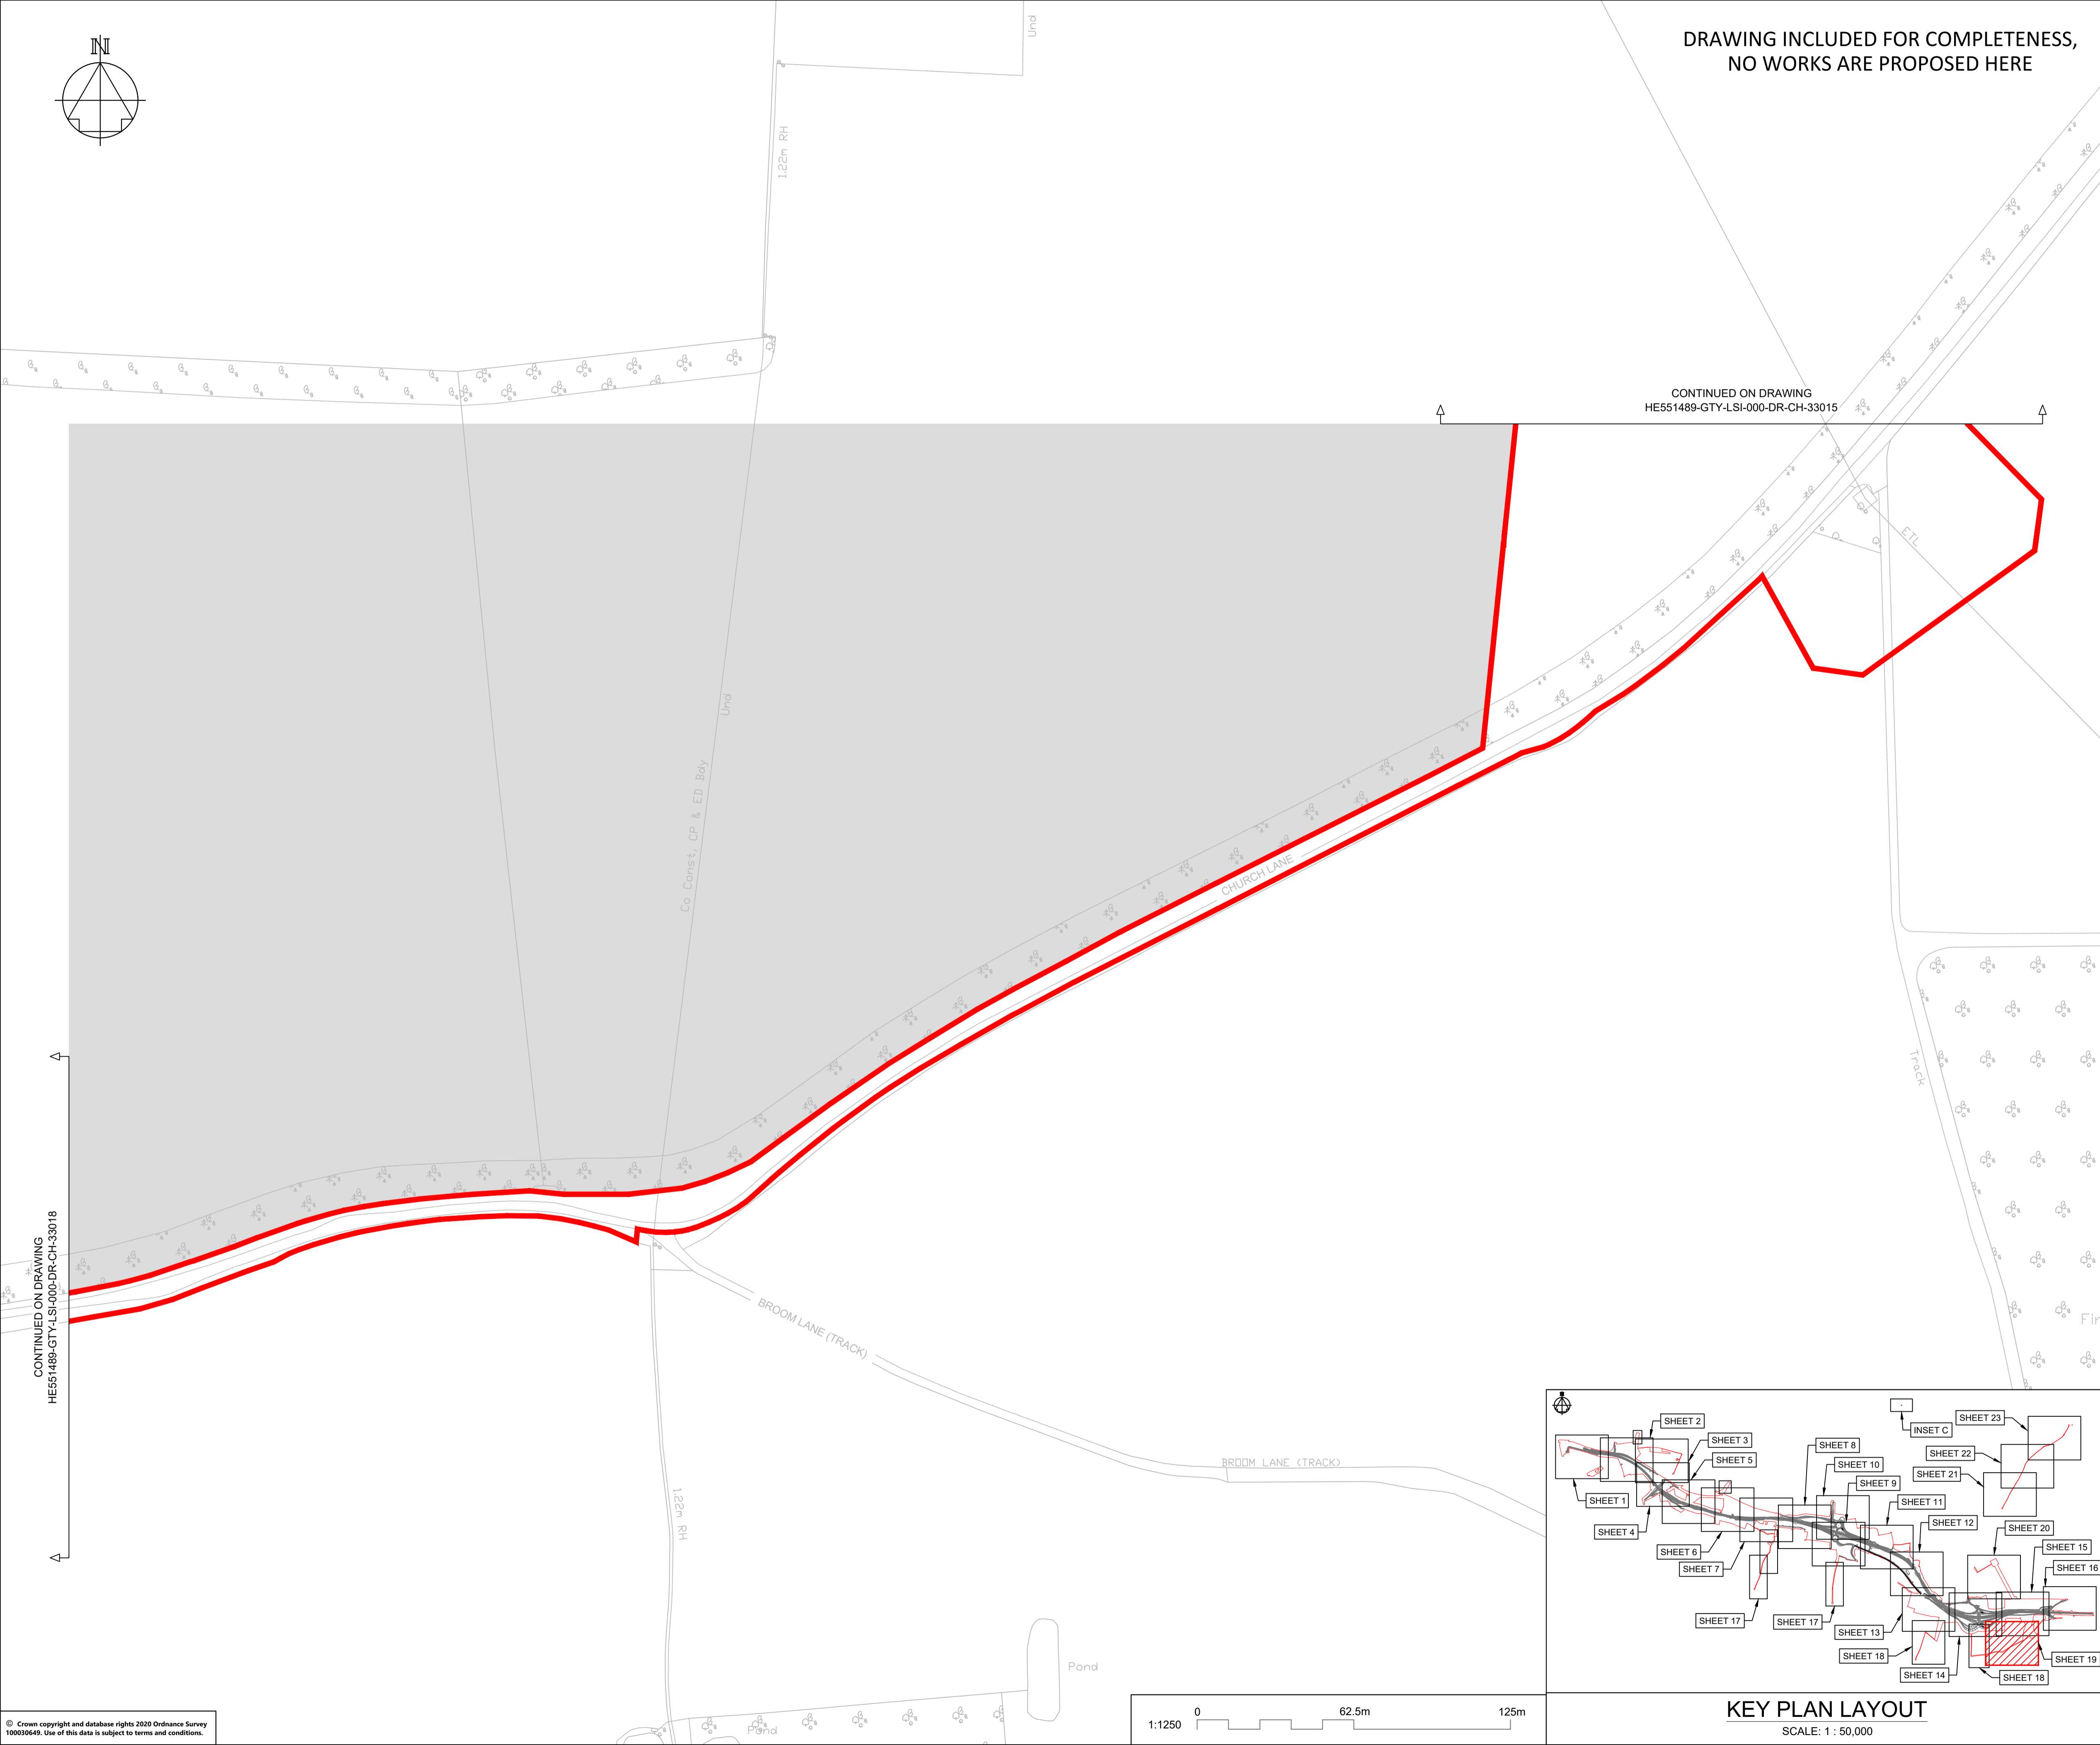 N
DRAWING INCLUDED FOR COMPLETENESS,
NO WORKS ARE PROPOSED HERE
Und
1.22m RH
CONTINUED ON DRAWING
HE551489-GTY-LSI-000-DR-CH-33015
ETL
Und
Co Const, CP & ED Bdy
CHURCH LANE
Track
CONTINUED ON DRAWING
HE551489-GTY-LSI-000-DR-CH-33018
BROOM LANE (TRACK)
BROOM LANE (TRACK)
1.22m RH
Pond
Pond
SHEET 2
SHEET 3
SHEET 5
SHEET 8
SHEET 10
SHEET 9
SHEET 11
SHEET 12
INSET C
SHEET 23
SHEET 22
SHEET 21
SHEET 1
SHEET 4
SHEET 6
SHEET 7
SHEET 20
SHEET 15
SHEET 16
SHEET 17
SHEET 17
SHEET 13
SHEET 18
SHEET 14
SHEET 18
SHEET 19
KEY PLAN LAYOUT
SCALE: 1 : 50,000
1:1250
0
62.5m
125m
© Crown copyright and database rights 2020 Ordnance Survey
100030649. Use of this data is subject to terms and conditions.